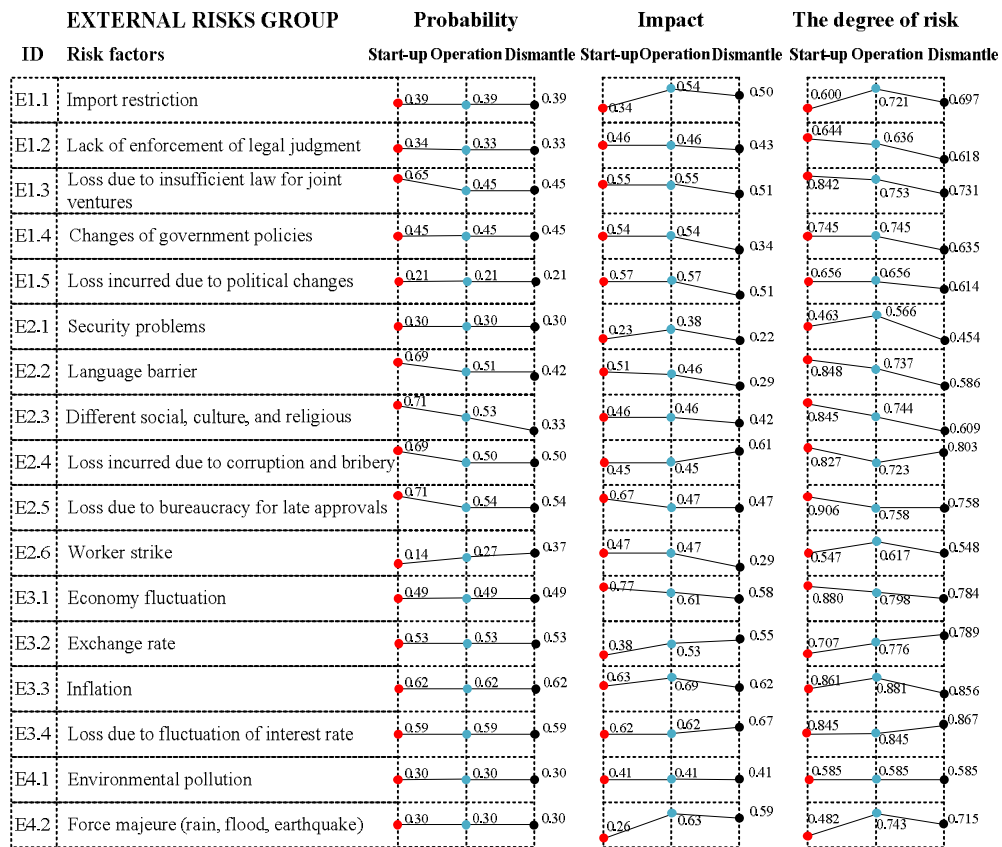 EXTERNAL RISKS GROUP Probability Impact The degree of risk
ID Risk factors Start-up Operation Dismantle Start-up Operation Dismantle Start-up Operation Dismantle
E1.1 Import restriction 0.39 0.39 0.39 0.34 0.54 0.50 0.600 0.721 0.697
E1.2 Lack of enforcement of legal judgment 0.34 0.33 0.33 0.46 0.46 0.43 0.644 0.636 0.618
E1.3 Loss due to insufficient law for joint
ventures 0.65 0.45 0.45 0.55 0.55 0.51 0.842 0.753 0.731
E1.4 Changes of government policies 0.45 0.45 0.45 0.54 0.54 0.34 0.745 0.745 0.635
E1.5 Loss incurred due to political changes 0.21 0.21 0.21 0.57 0.57 0.51 0.656 0.656 0.614
E2.1 Security problems 0.30 0.30 0.30 0.23 0.38 0.22 0.463 0.566 0.454
E2.2 Language barrier 0.69 0.51 0.42 0.51 0.46 0.29 0.848 0.737 0.586
E2.3 Different social, culture, and religious 0.71 0.53 0.33 0.46 0.46 0.42 0.845 0.744 0.609
E2.4 Loss incurred due to corruption and bribery 0.69 0.50 0.50 0.45 0.45 0.61 0.827 0.723 0.803
E2.5 Loss due to bureaucracy for late approvals 0.71 0.54 0.54 0.67 0.47 0.47 0.906 0.758 0.758
E2.6 Worker strike 0.14 0.27 0.37 0.47 0.47 0.29 0.547 0.617 0.548
E3.1 Economy fluctuation 0.49 0.49 0.49 0.77 0.61 0.58 0.880 0.798 0.784
E3.2 Exchange rate 0.53 0.53 0.53 0.38 0.53 0.55 0.707 0.776 0.789
E3.3 Inflation 0.62 0.62 0.62 0.63 0.69 0.62 0.861 0.881 0.856
E3.4 Loss due to fluctuation of interest rate 0.59 0.59 0.59 0.62 0.62 0.67 0.845 0.845 0.867
E4.1 Environmental pollution 0.30 0.30 0.30 0.41 0.41 0.41 0.585 0.585 0.585
E4.2 Force majeure (rain, flood, earthquake) 0.30 0.30 0.30 0.26 0.63 0.59 0.482 0.743 0.715